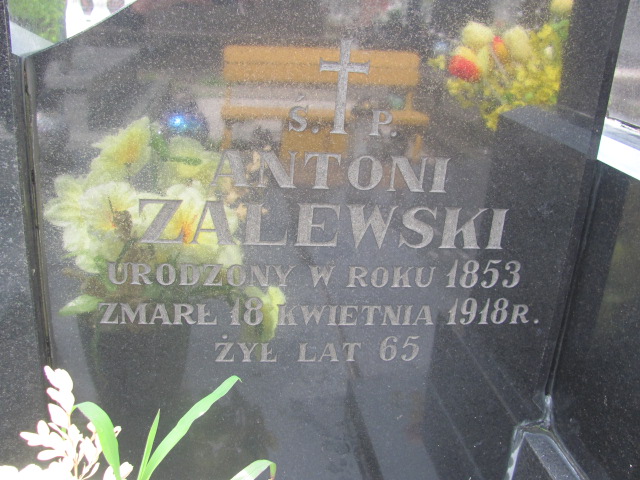 Ś. P.
ANTONI
ZALEWSKI
URODZONY W ROKU 1853
ZMARŁ 18 KWIETNIA 1918 R.
ŻYŁ LAT 65